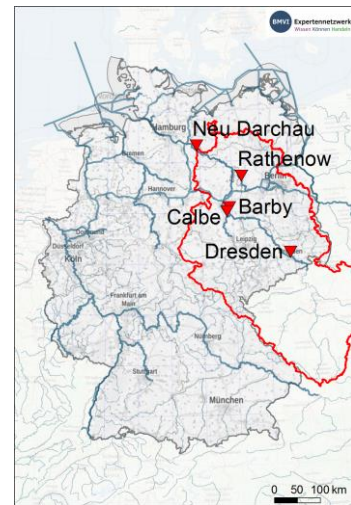 BMVI Expertennetzwerk
Wissen Können Handeln
Hamburg
Neu Darchau
Bremen
Rathenow
Berlin
Hannover
Barby
Calbe
Dortmund
Düsseldorf
Leipzig
Dresden
Köln
Frankfurt am
Main
Nürnberg
Stuttgart
München
0 50 100 km